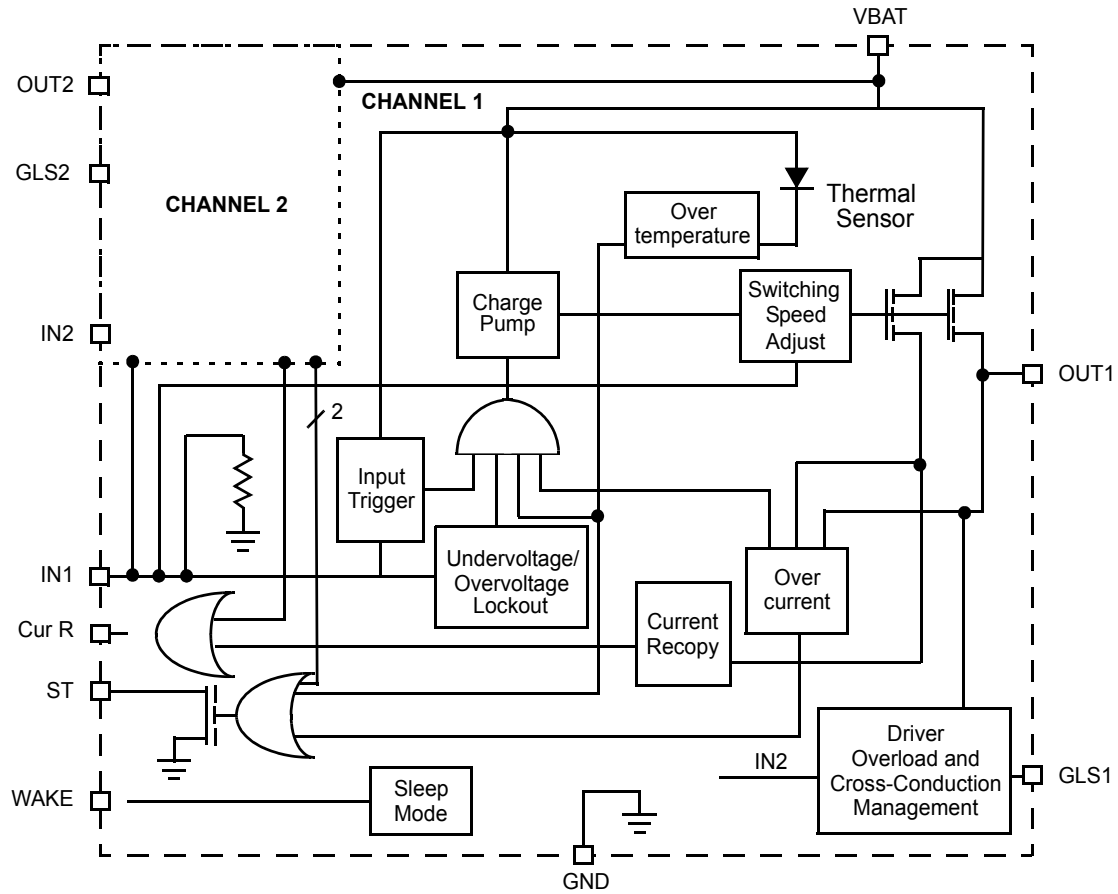 VBAT
OUT2
CHANNEL 1
GLS2
CHANNEL 2
Over
temperature
Thermal
Sensor
IN2
Charge
Pump
Switching
Speed
Adjust
OUT1
2
Input
Trigger
IN1
Undervoltage/
Overvoltage
Lockout
Over
current
Cur R
Current
Recopy
ST
IN2
Driver
Overload and
Cross-Conduction
Management
GLS1
WAKE
Sleep
Mode
GND